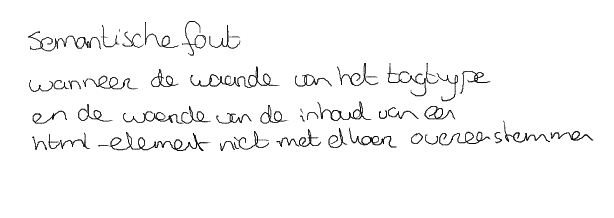 semantische fout
wanneer de waarde van het tagtype
en de waarde van de inhoud van een
html-element niet met elkaar overeenstemmen